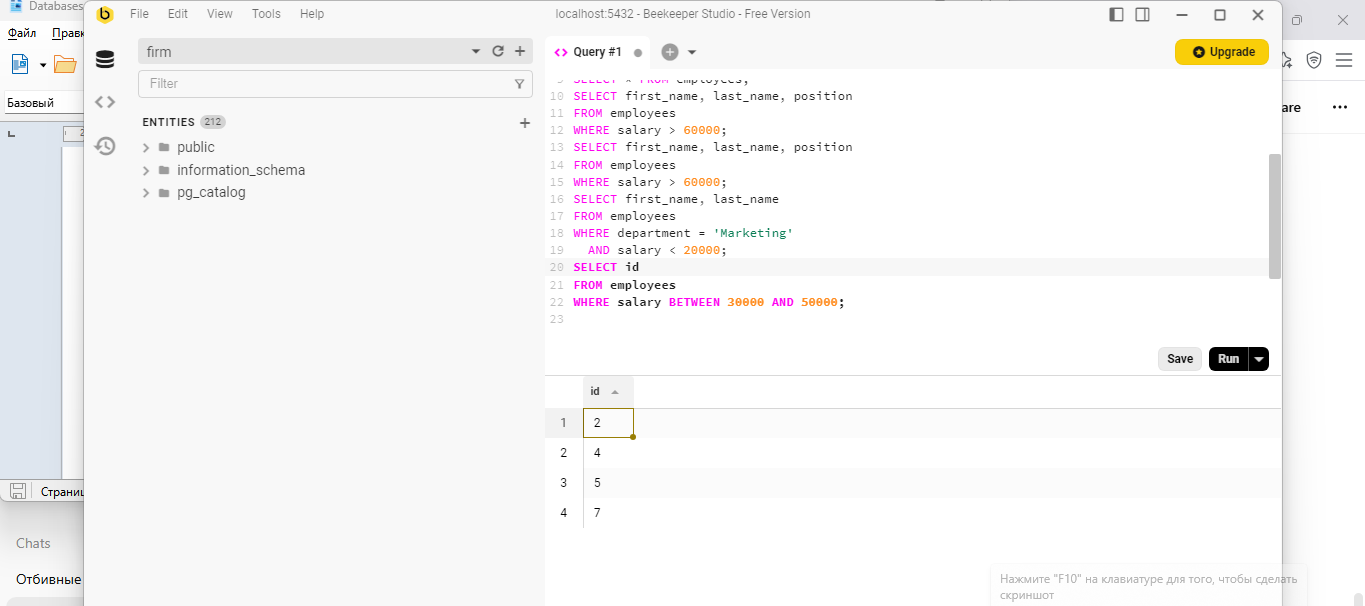 Databases
Файл
Базовый
Страниц
Chats
Отбивные
File Edit View Tools Help
localhost:5432 - Beekeeper Studio - Free Version
firm
Filter
ENTITIES 212
public
information_schema
pg_catalog
Query #1
Upgrade
are
9 SELECT * FROM employees;
10 SELECT first_name, last_name, position
11 FROM employees
12 WHERE salary > 60000;
13 SELECT first_name, last_name, position
14 FROM employees
15 WHERE salary > 60000;
16 SELECT first_name, last_name
17 FROM employees
18 WHERE department = 'Marketing'
19 AND salary < 20000;
20 SELECT id
21 FROM employees
22 WHERE salary BETWEEN 30000 AND 50000;
23
Save Run
id
1 2
2 4
3 5
4 7
Нажмите "F10" на клавиатуре для того, чтобы сделать
скриншот